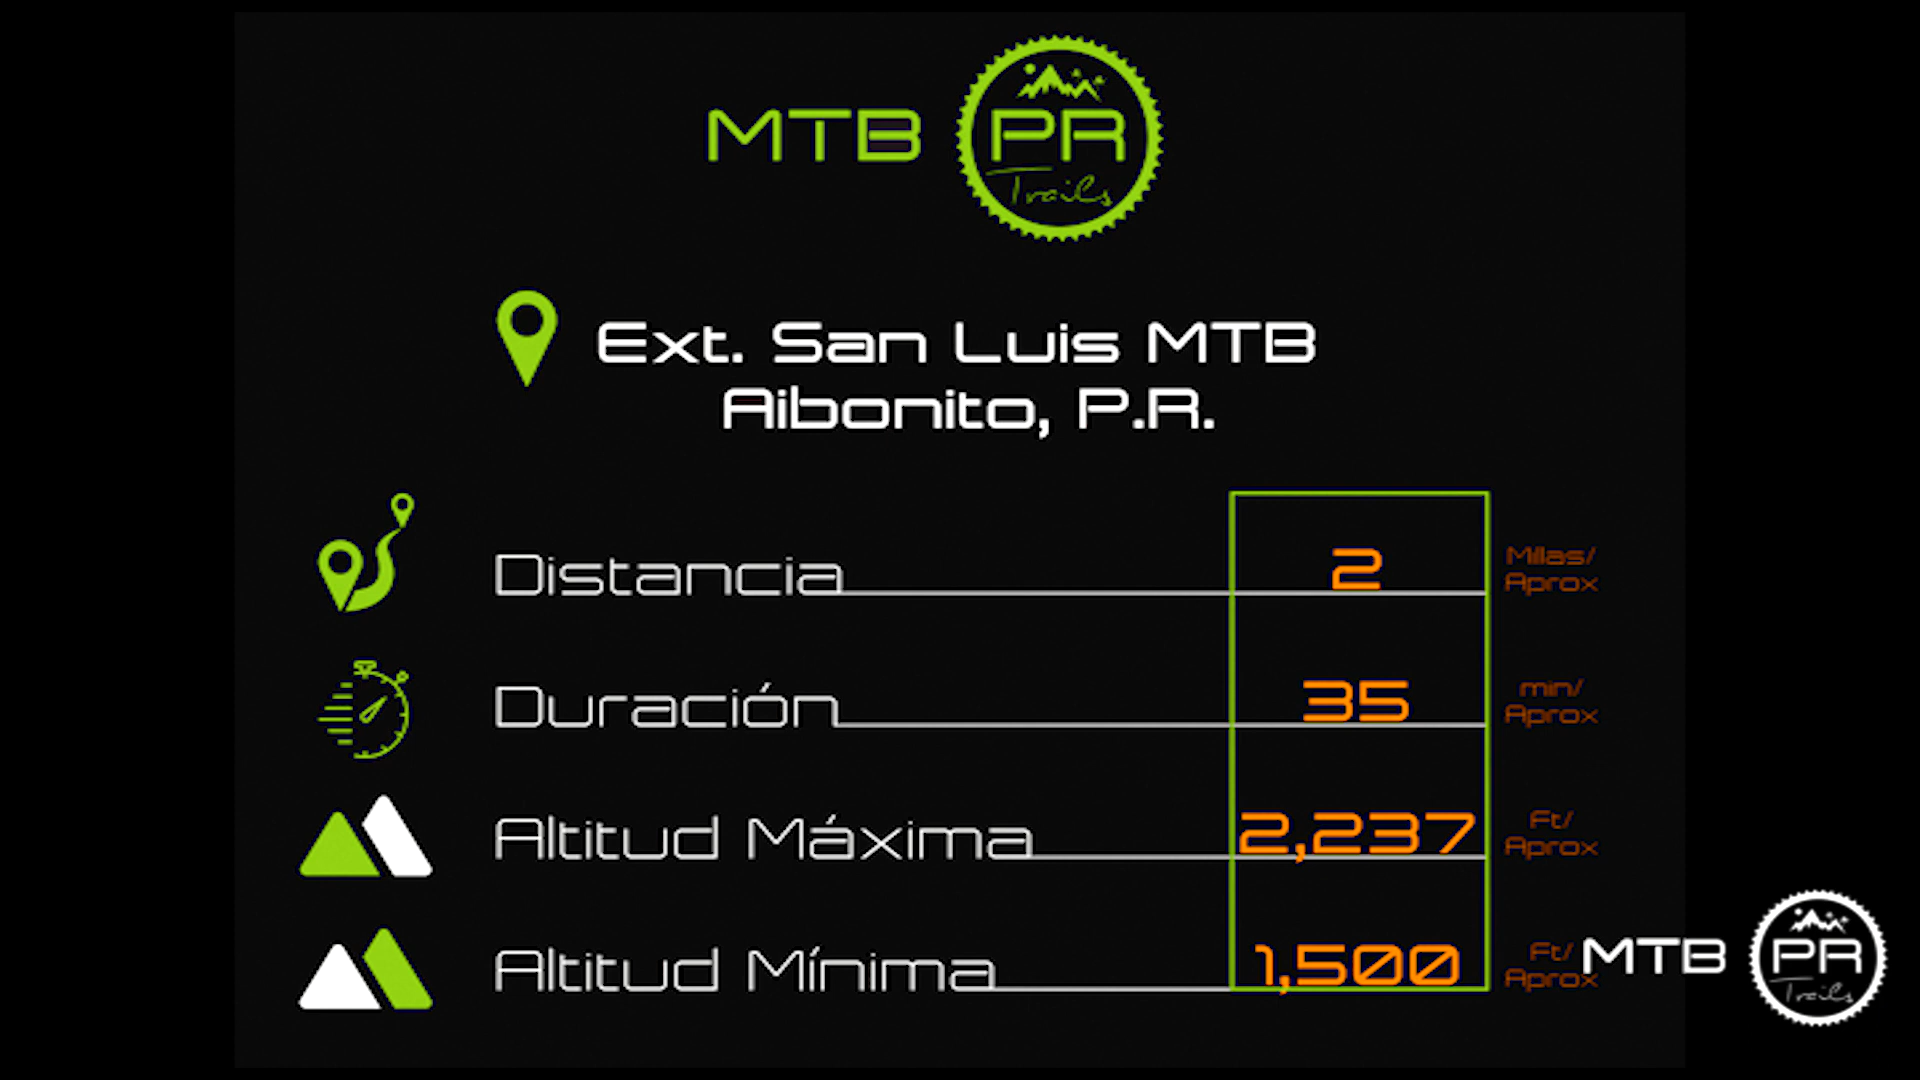 MTB PR
Trails
Ext. San Luis MTB
Aibonito, P.R.
Distancia 2 Millas/
Aprox
Duración 35 min/
Aprox
Altitud Máxima 2,237 Ft/
Aprox
Altitud Mínima 1,500 Ft/
Aprox
MTB PR
Trails